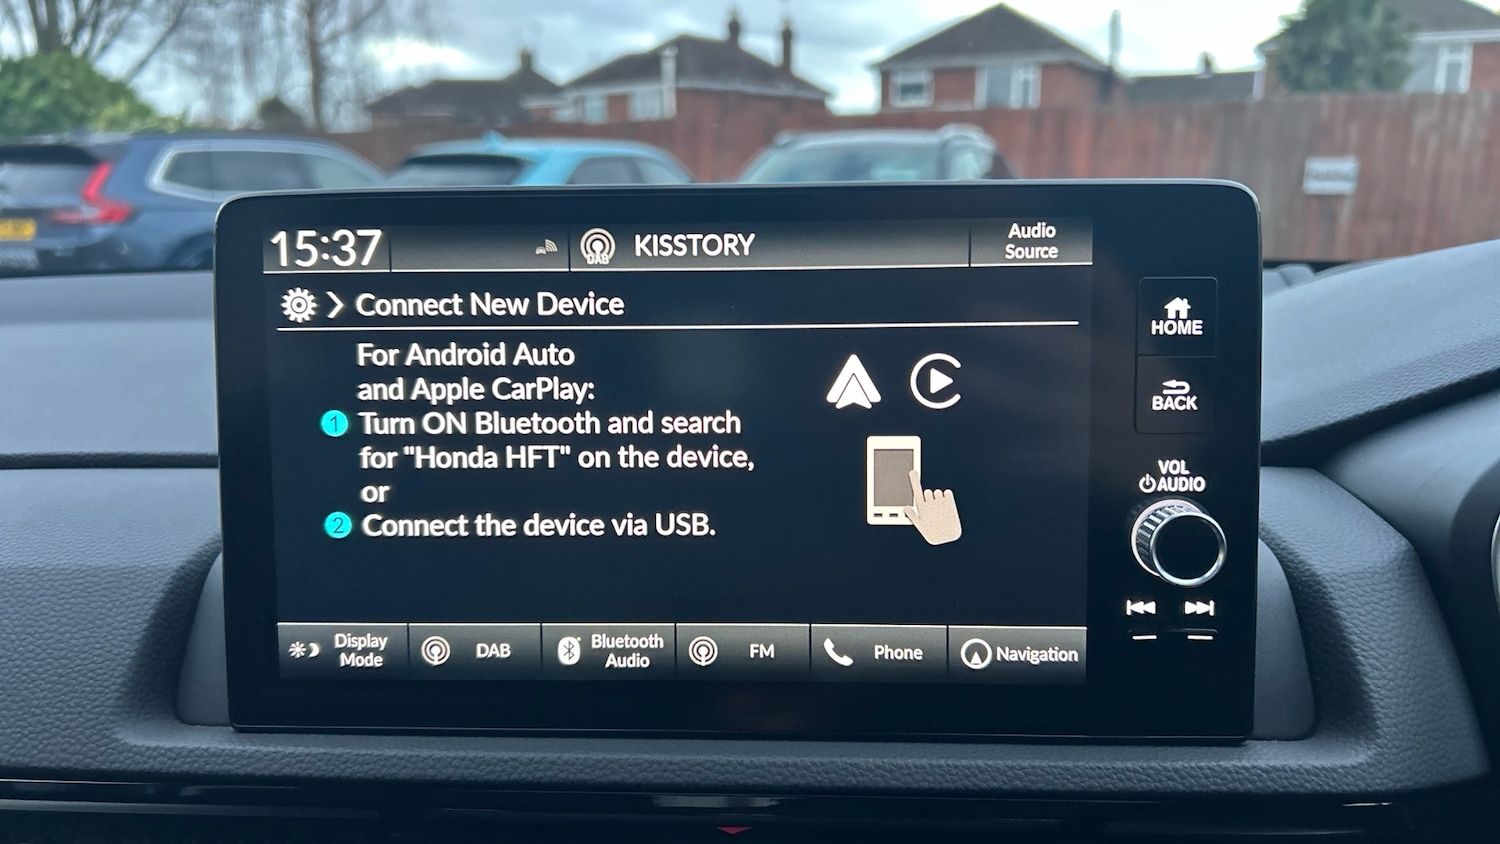 15:37
DAB
KISSTORY
Audio
Source
Connect New Device
For Android Auto
and Apple CarPlay:
1 Turn ON Bluetooth and search
for "Honda HFT" on the device,
or
2 Connect the device via USB.
Display
Mode
DAB
Bluetooth
Audio
FM
Phone
Navigation
HOME
BACK
VOL
AUDIO